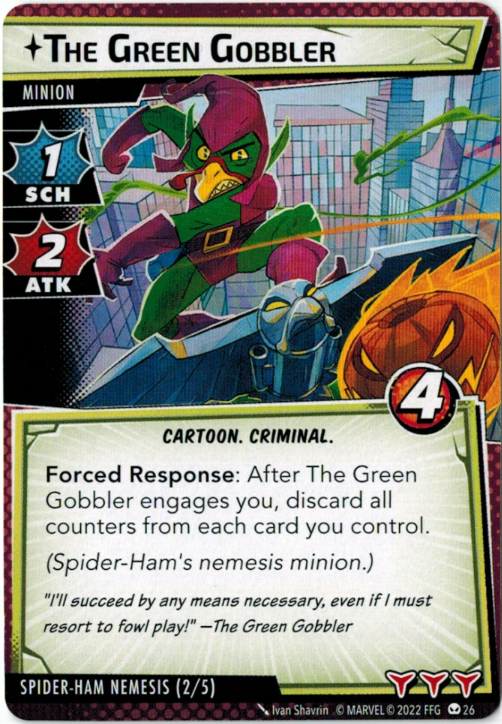 THE GREEN GOBBLER
MINION
1
SCH
2
ATK
4
CARTOON. CRIMINAL.
Forced Response: After The Green
Gobbler engages you, discard all
counters from each card you control.
(Spider-Ham's nemesis minion.)
"I'll succeed by any means necessary, even if I must
resort to fowl play!" —The Green Gobbler
SPIDER-HAM NEMESIS (2/5)
Ivan Shavrin © MARVEL © 2022 FFG 26